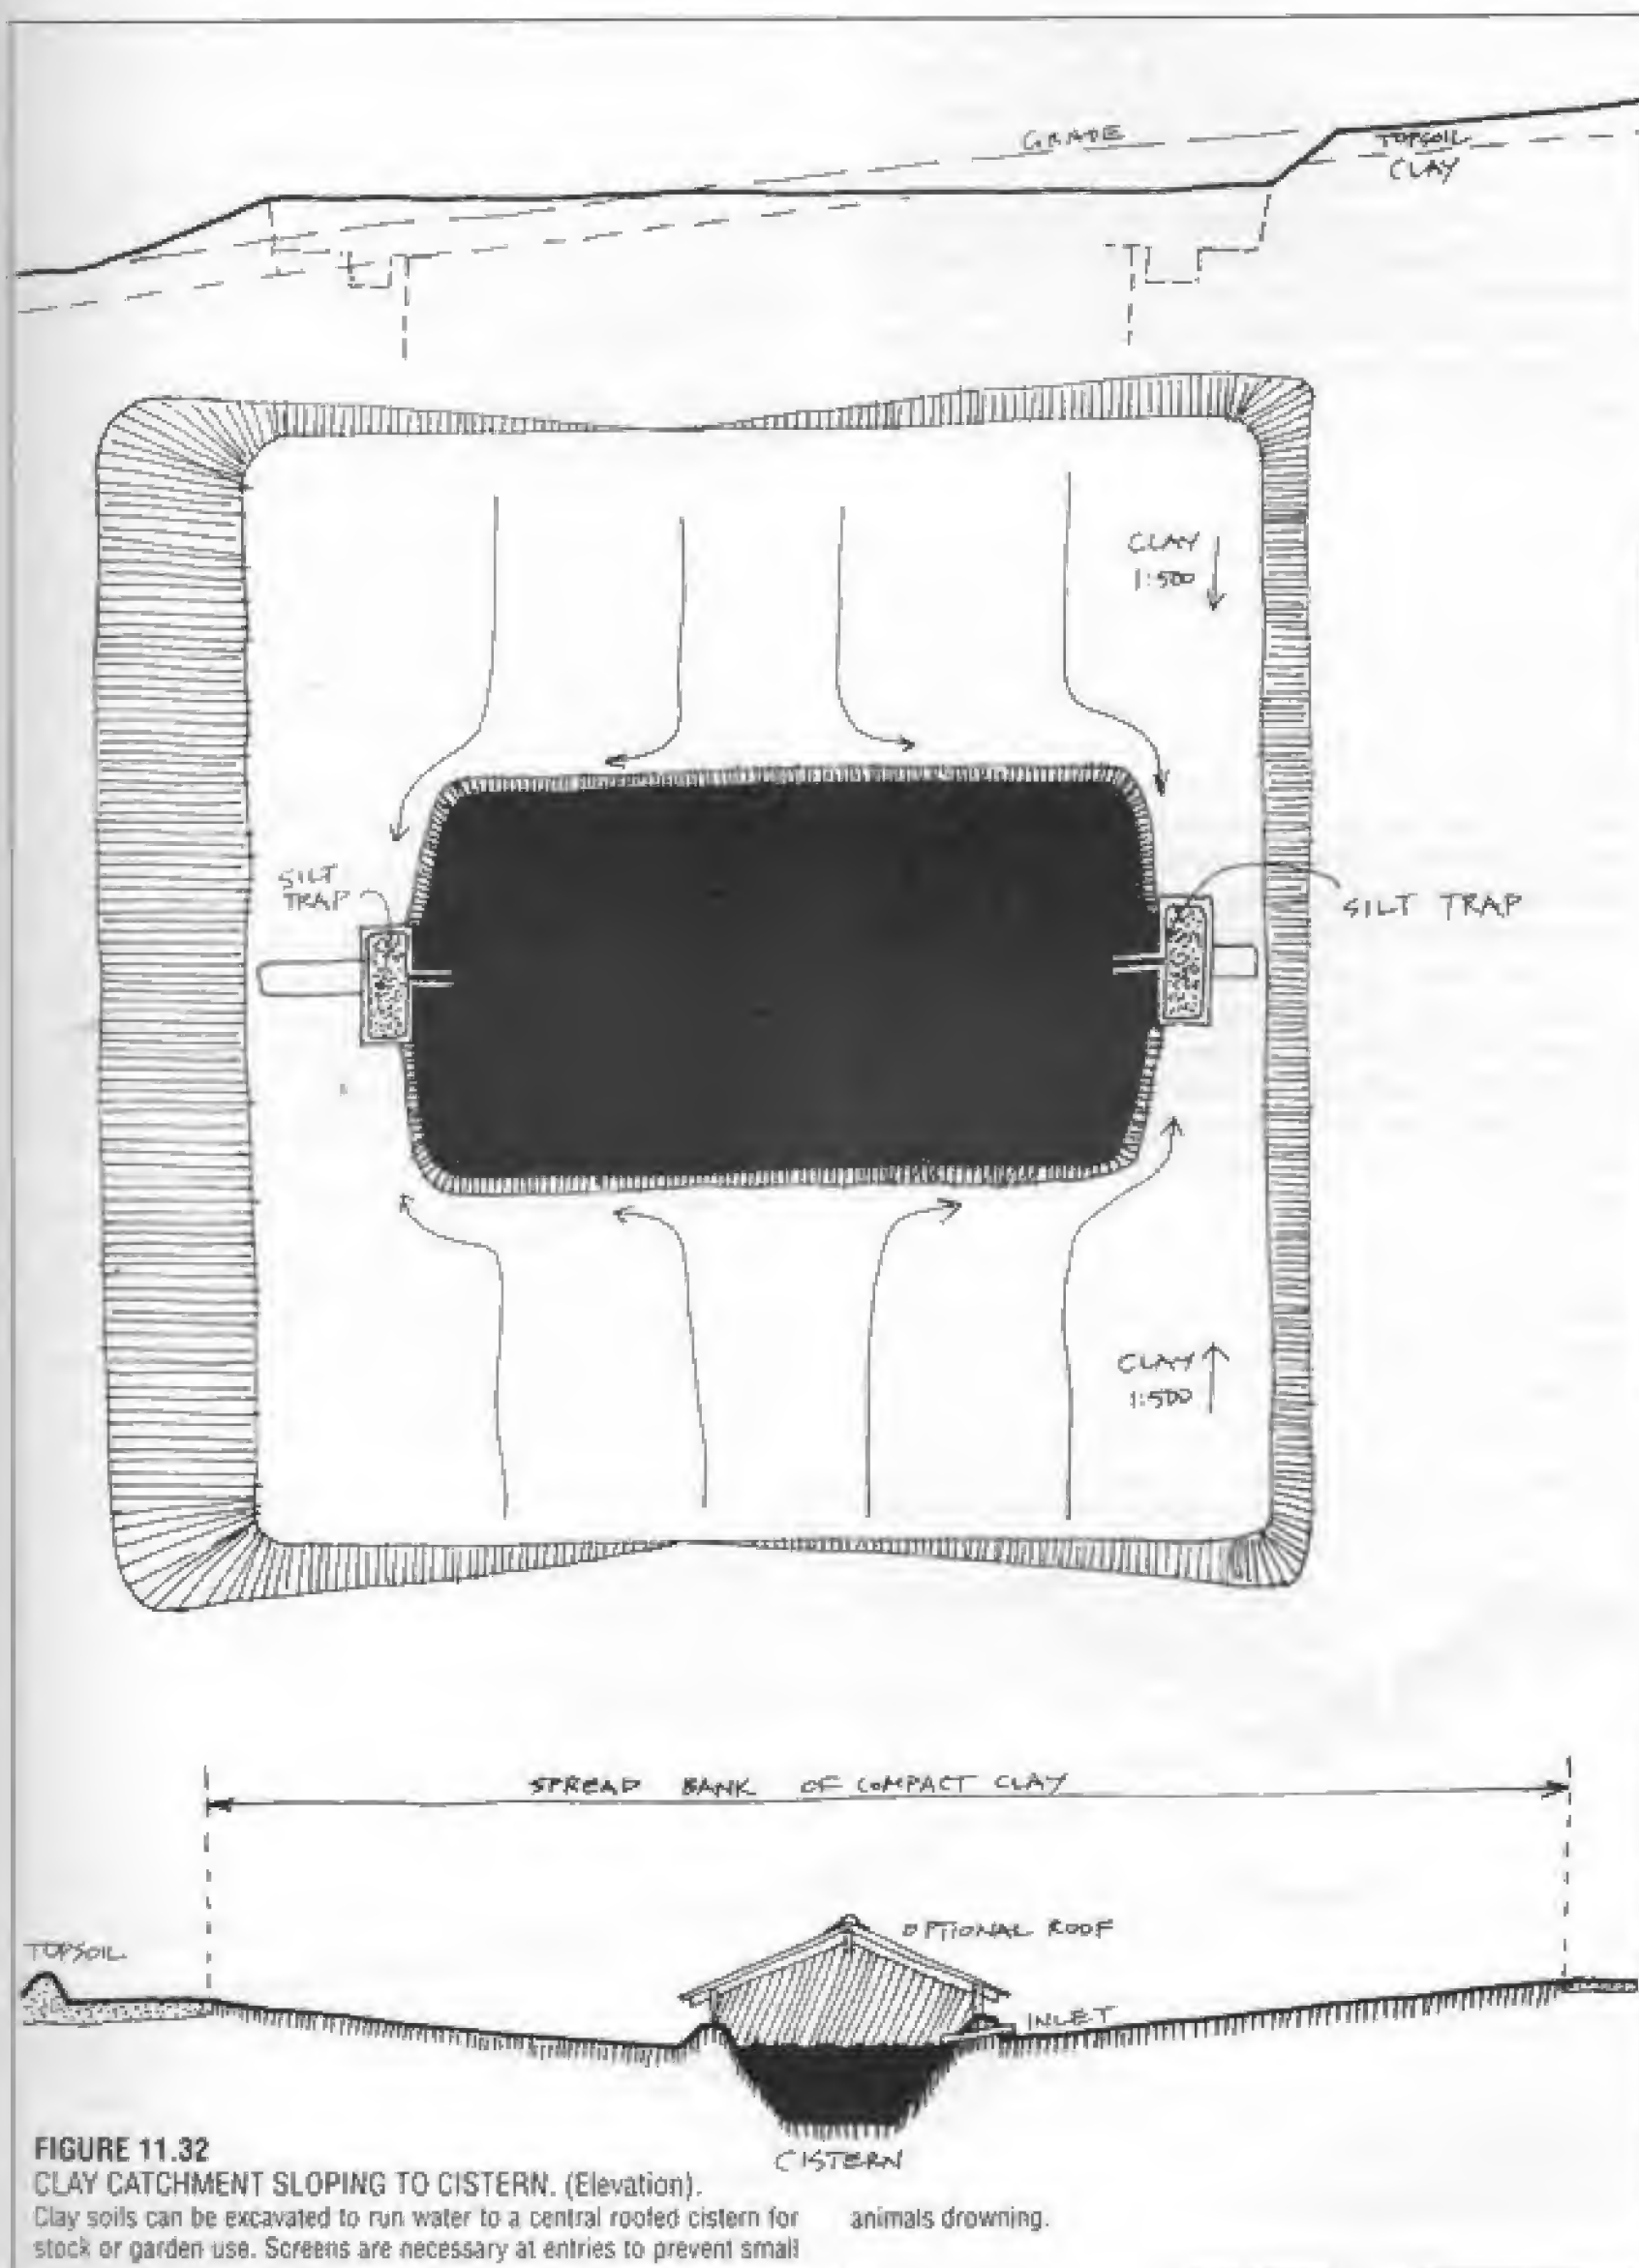 GRADE
TOPSOIL
CLAY
CLAY
1:500
SILT
TRAP
SILT TRAP
CLAY
1:500
SPREAD BANK OF COMPACT CLAY
OPTIONAL ROOF
TOPSOIL
INLET
CISTERN
FIGURE 11.32
CLAY CATCHMENT SLOPING TO CISTERN. (Elevation).
Clay soils can be excavated to run water to a central roofed cistern for
stock or garden use. Screens are necessary at entries to prevent small
animals drowning.